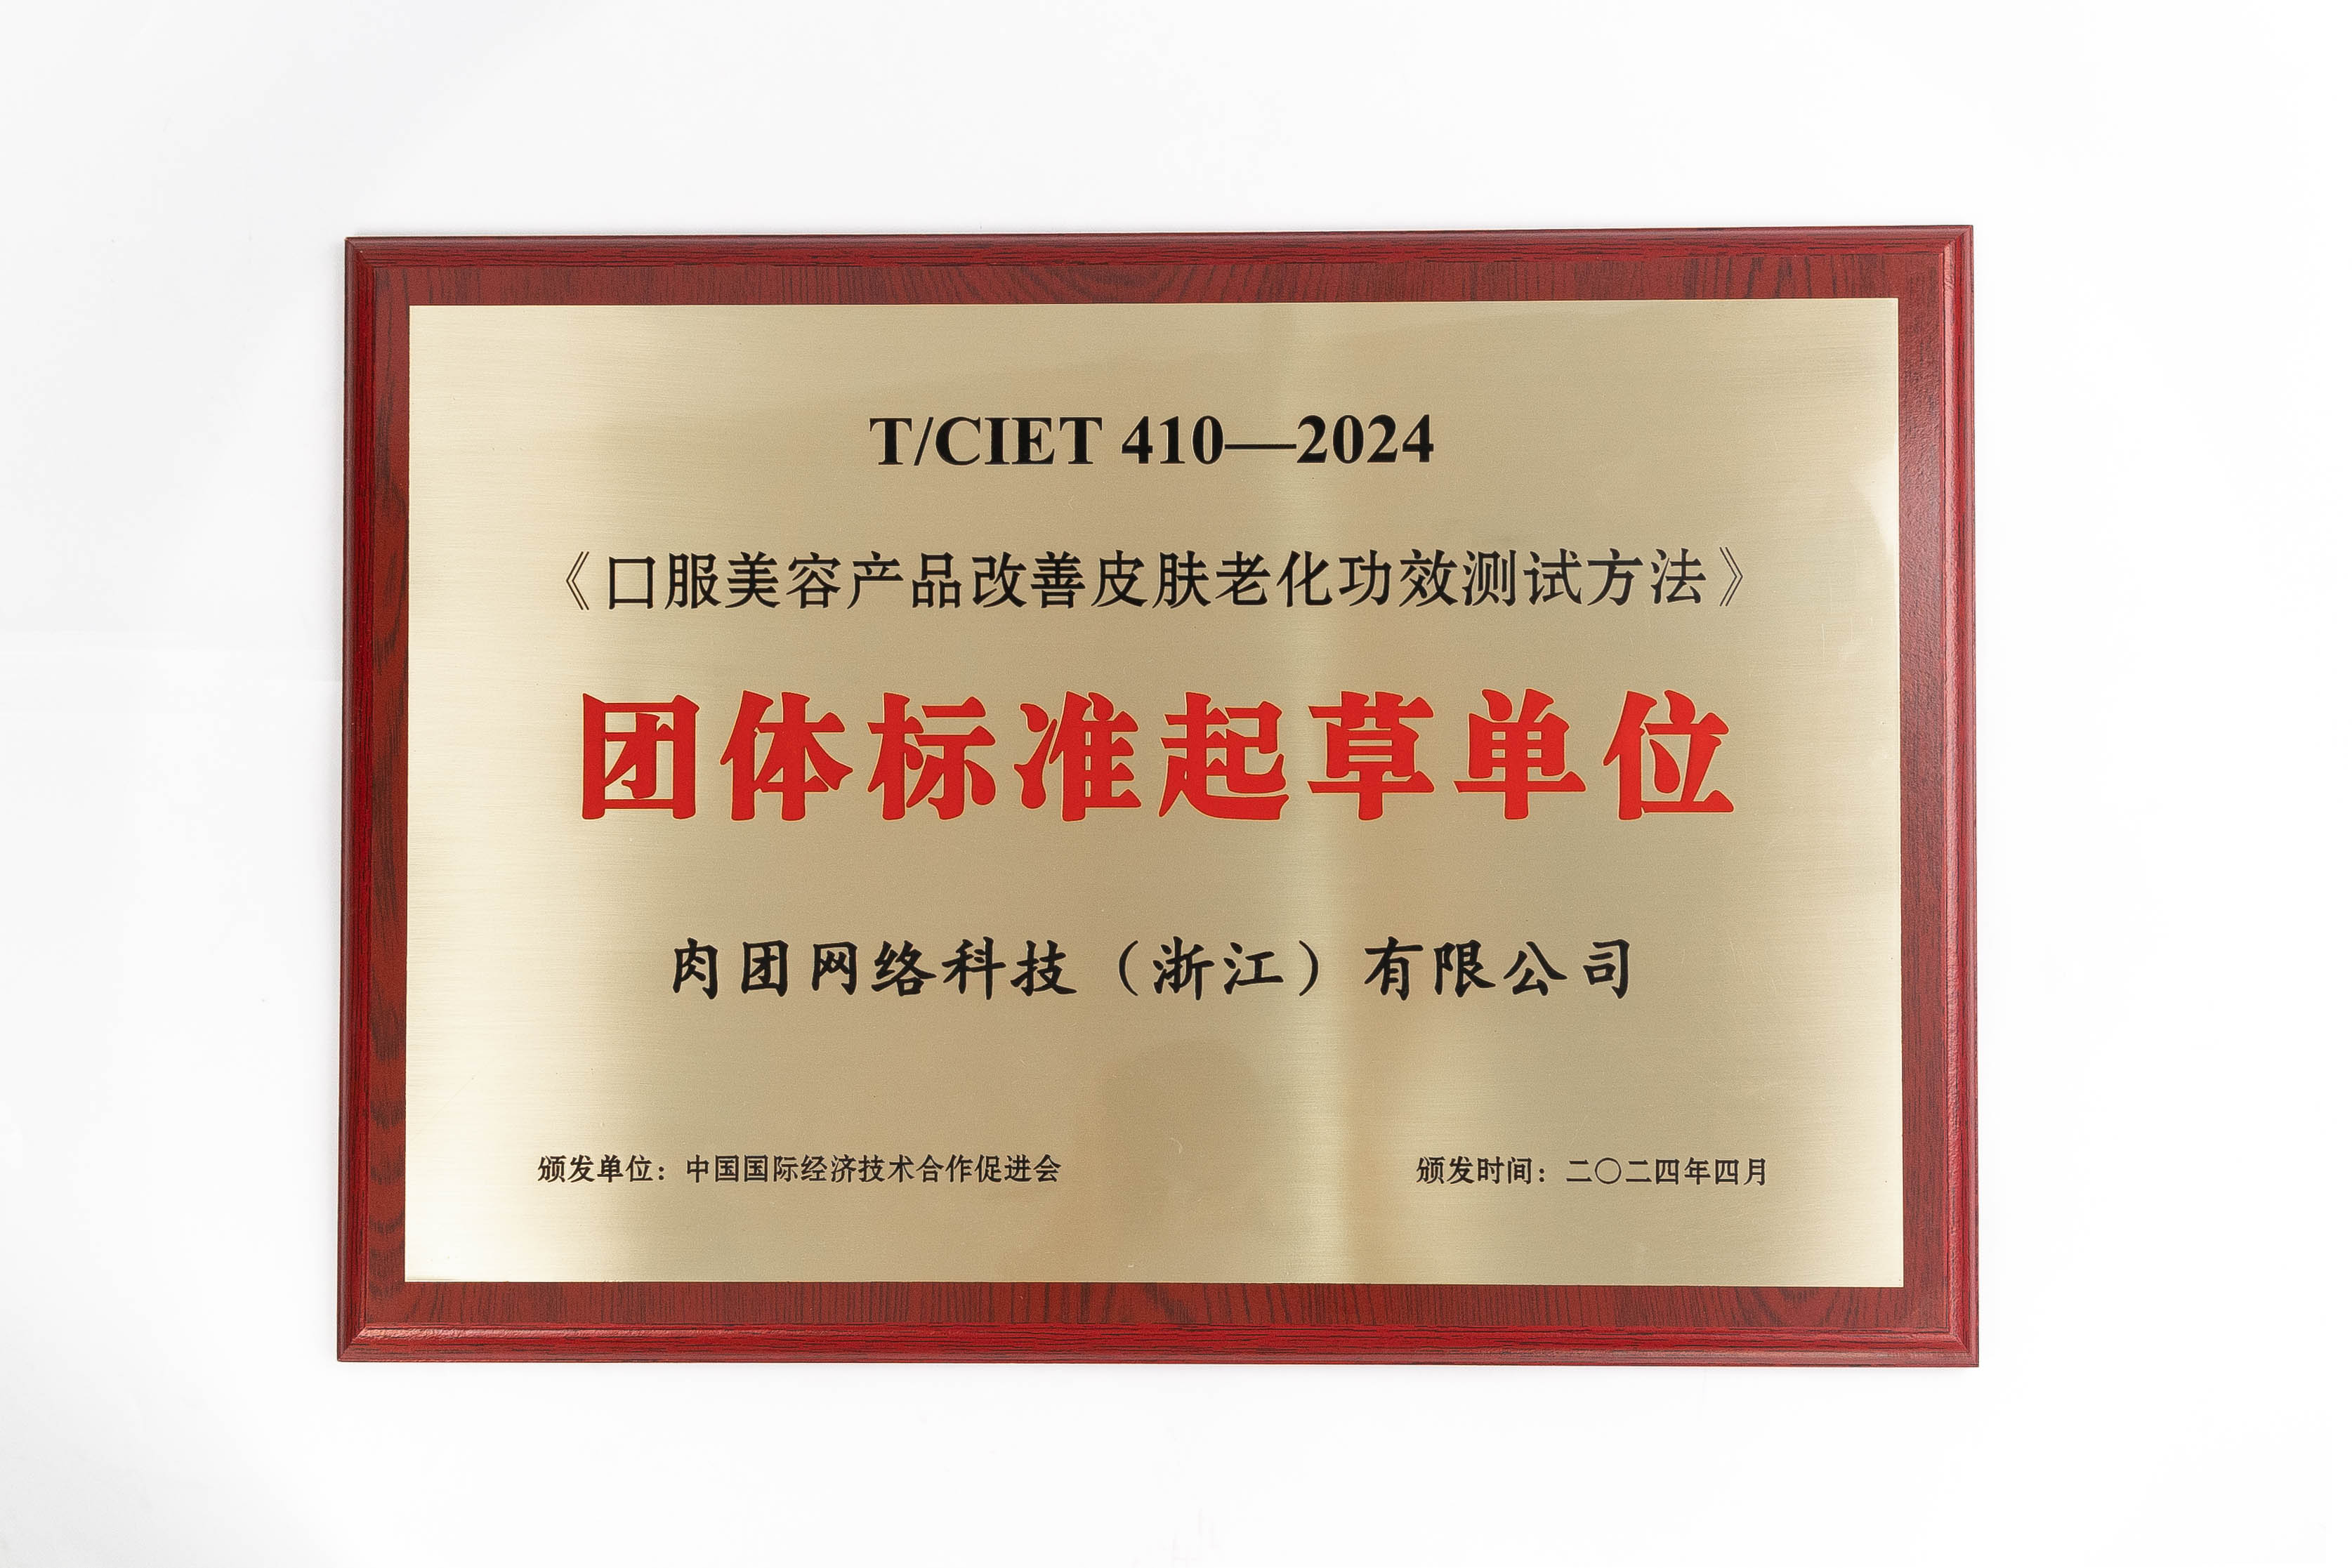 T/CIET 410—2024
《口服美容产品改善皮肤老化功效测试方法》
团体标准起草单位
肉团网络科技（浙江）有限公司
颁发单位：中国国际经济技术合作促进会
颁发时间：二〇二四年四月